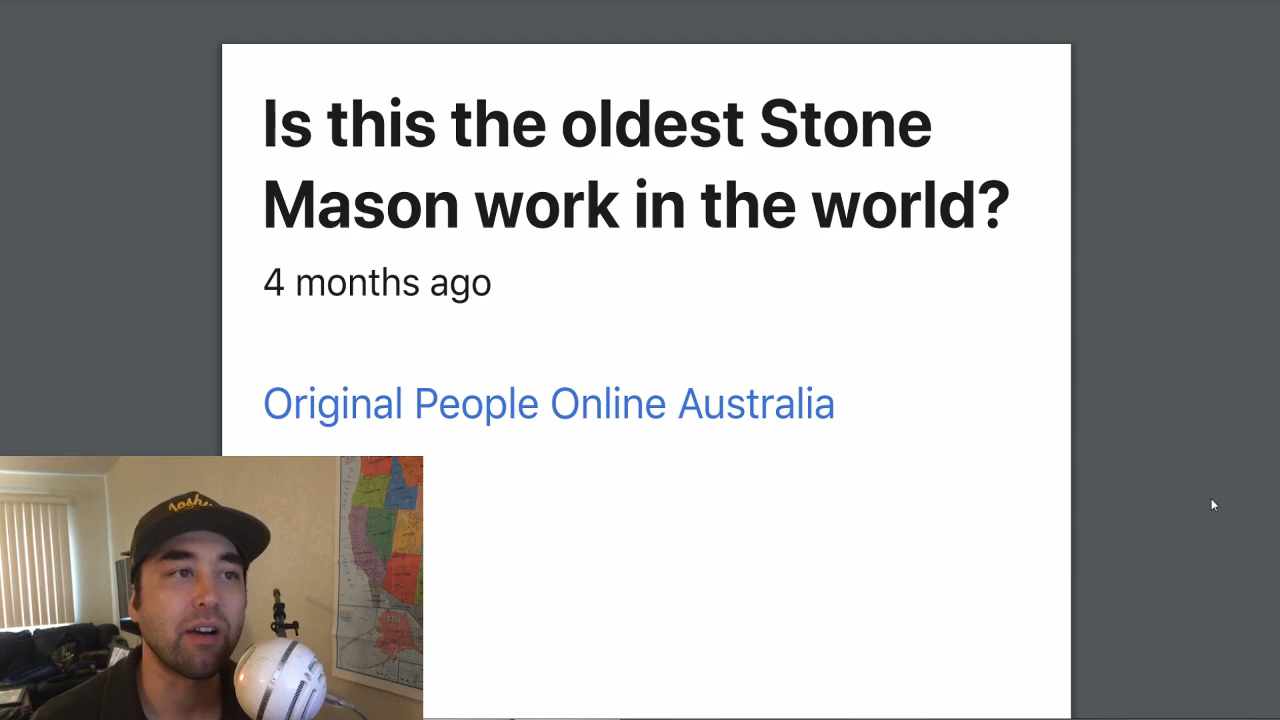 Is this the oldest Stone
Mason work in the world?
4 months ago
Original People Online Australia